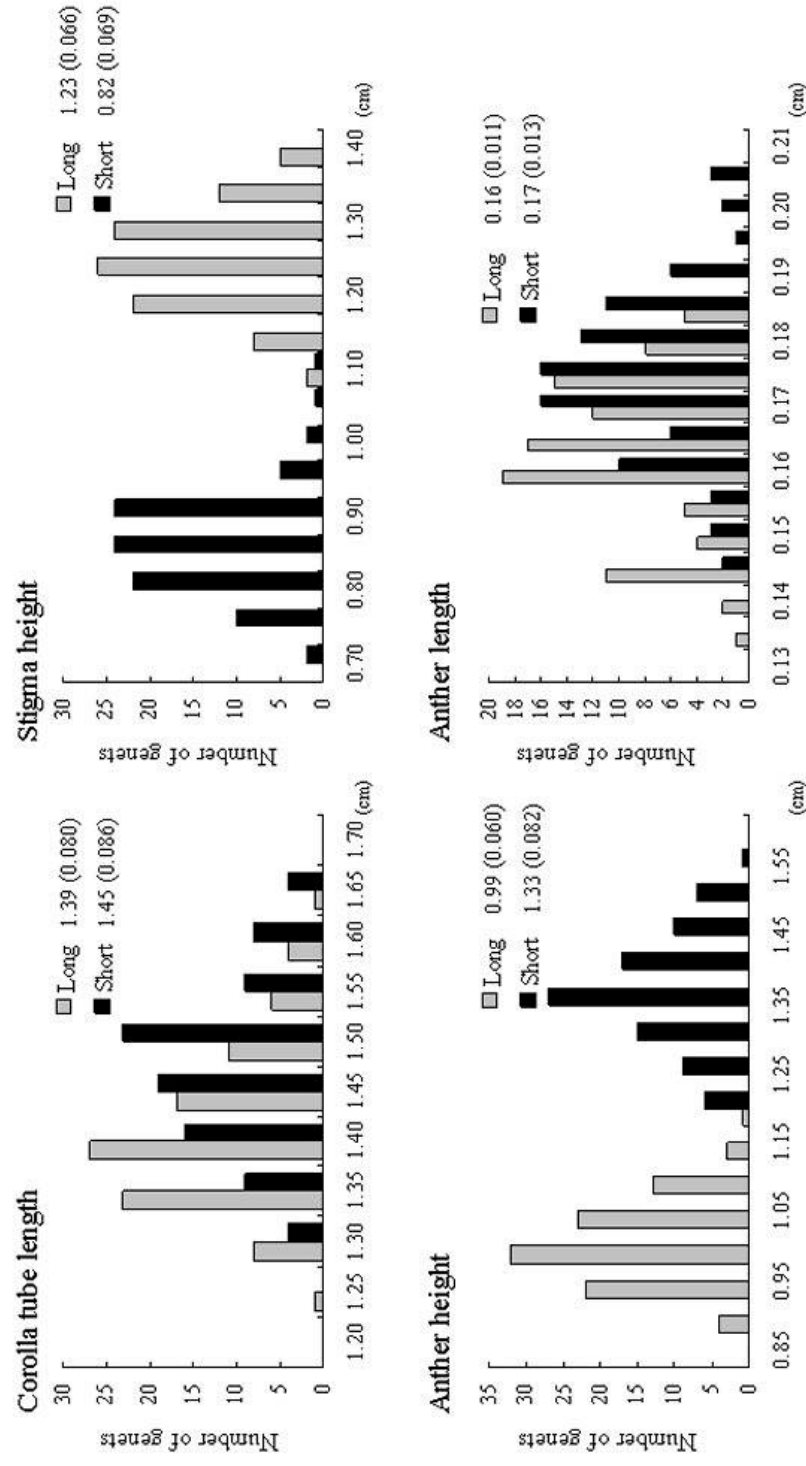 Corolla tube length
Long 1.39 (0.080)
Short 1.45 (0.086)
Number of genets
30
25
20
15
10
5
0
1.20 1.25 1.30 1.35 1.40 1.45 1.50 1.55 1.60 1.65 1.70
(cm)
Stigma height
Long 1.23 (0.066)
Short 0.82 (0.069)
Number of genets
30
25
20
15
10
5
0
0.70 0.80 0.90 1.00 1.10 1.20 1.30 1.40
(cm)
Anther height
Long 0.99 (0.060)
Short 1.33 (0.082)
Number of genets
35
30
25
20
15
10
5
0
0.85 0.95 1.05 1.15 1.25 1.35 1.45 1.55
(cm)
Anther length
Long 0.16 (0.011)
Short 0.17 (0.013)
Number of genets
20
18
16
14
12
10
8
6
4
2
0
0.13 0.14 0.15 0.16 0.17 0.18 0.19 0.20 0.21
(cm)